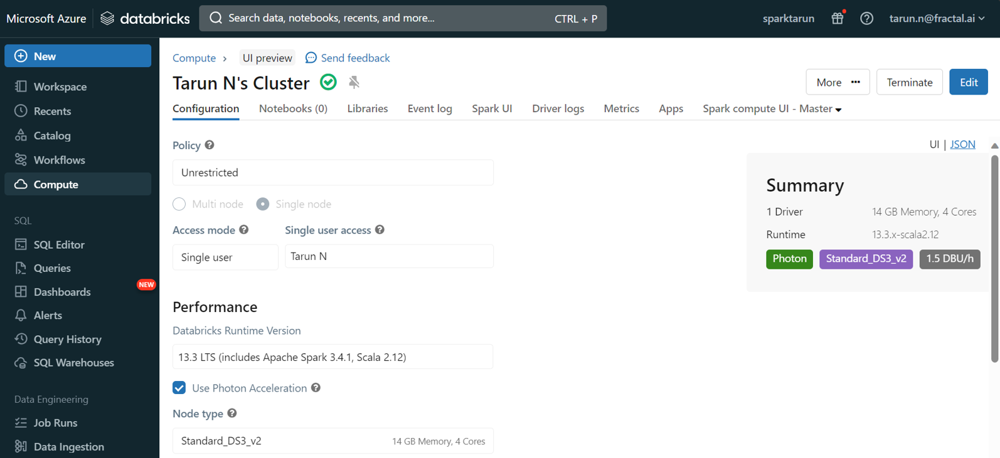 Microsoft Azure databricks Search data, notebooks, recents, and more... CTRL + P sparktarun tarun.n@fractal.ai
New
Workspace
Recents
Catalog
Workflows
Compute
SQL
SQL Editor
Queries
Dashboards NEW
Alerts
Query History
SQL Warehouses
Data Engineering
Job Runs
Data Ingestion
Compute › UI preview Send feedback
Tarun N's Cluster More ••• Terminate Edit
Configuration Notebooks (0) Libraries Event log Spark UI Driver logs Metrics Apps Spark compute UI - Master
UI | JSON
Policy
Unrestricted
Multi node Single node
Access mode Single user access
Single user Tarun N
Performance
Databricks Runtime Version
13.3 LTS (includes Apache Spark 3.4.1, Scala 2.12)
Use Photon Acceleration
Node type
Standard_DS3_v2 14 GB Memory, 4 Cores
Summary
1 Driver 14 GB Memory, 4 Cores
Runtime 13.3.x-scala2.12
Photon Standard_DS3_v2 1.5 DBU/h